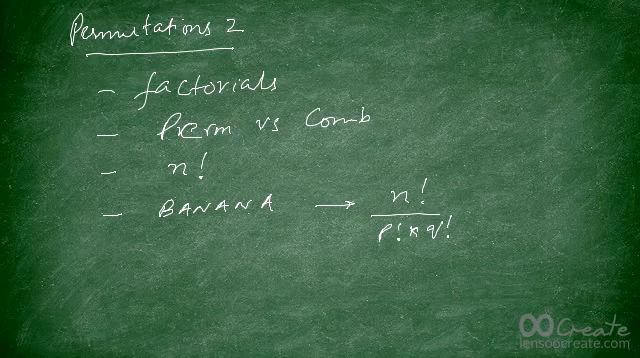 Permutations 2
- factorials
- Perm vs Comb
- n!
- BANANA → n! / p! * q!
∞ Create
lensoocreate.com